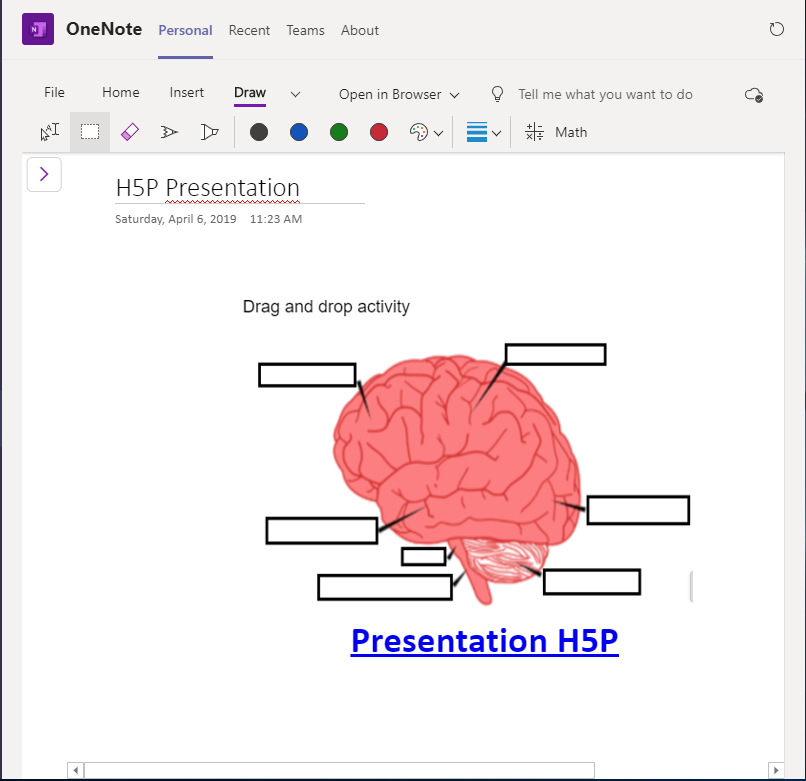 OneNote Personal Recent Teams About
File Home Insert Draw Open in Browser Tell me what you want to do
Math
H5P Presentation
Saturday, April 6, 2019 11:23 AM
Drag and drop activity
Presentation H5P